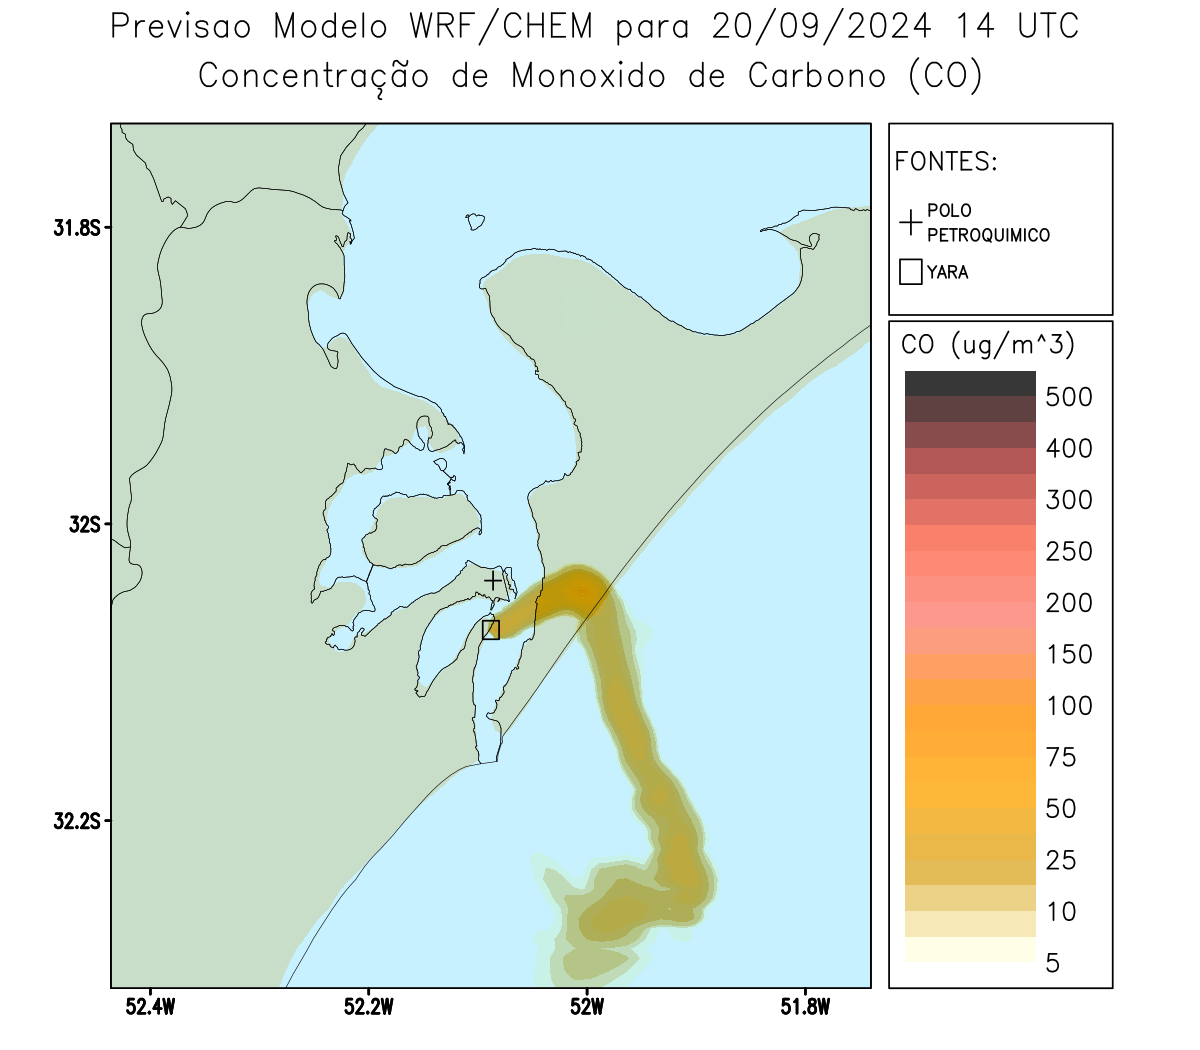 Previsao Modelo WRF/CHEM para 20/09/2024 14 UTC
Concentração de Monoxido de Carbono (CO)
FONTES:
POLO
PETROQUIMICO
YARA
CO (ug/m^3)
500
400
300
250
200
150
100
75
50
25
10
5
31.8S
32S
32.2S
52.4W
52.2W
52W
51.8W